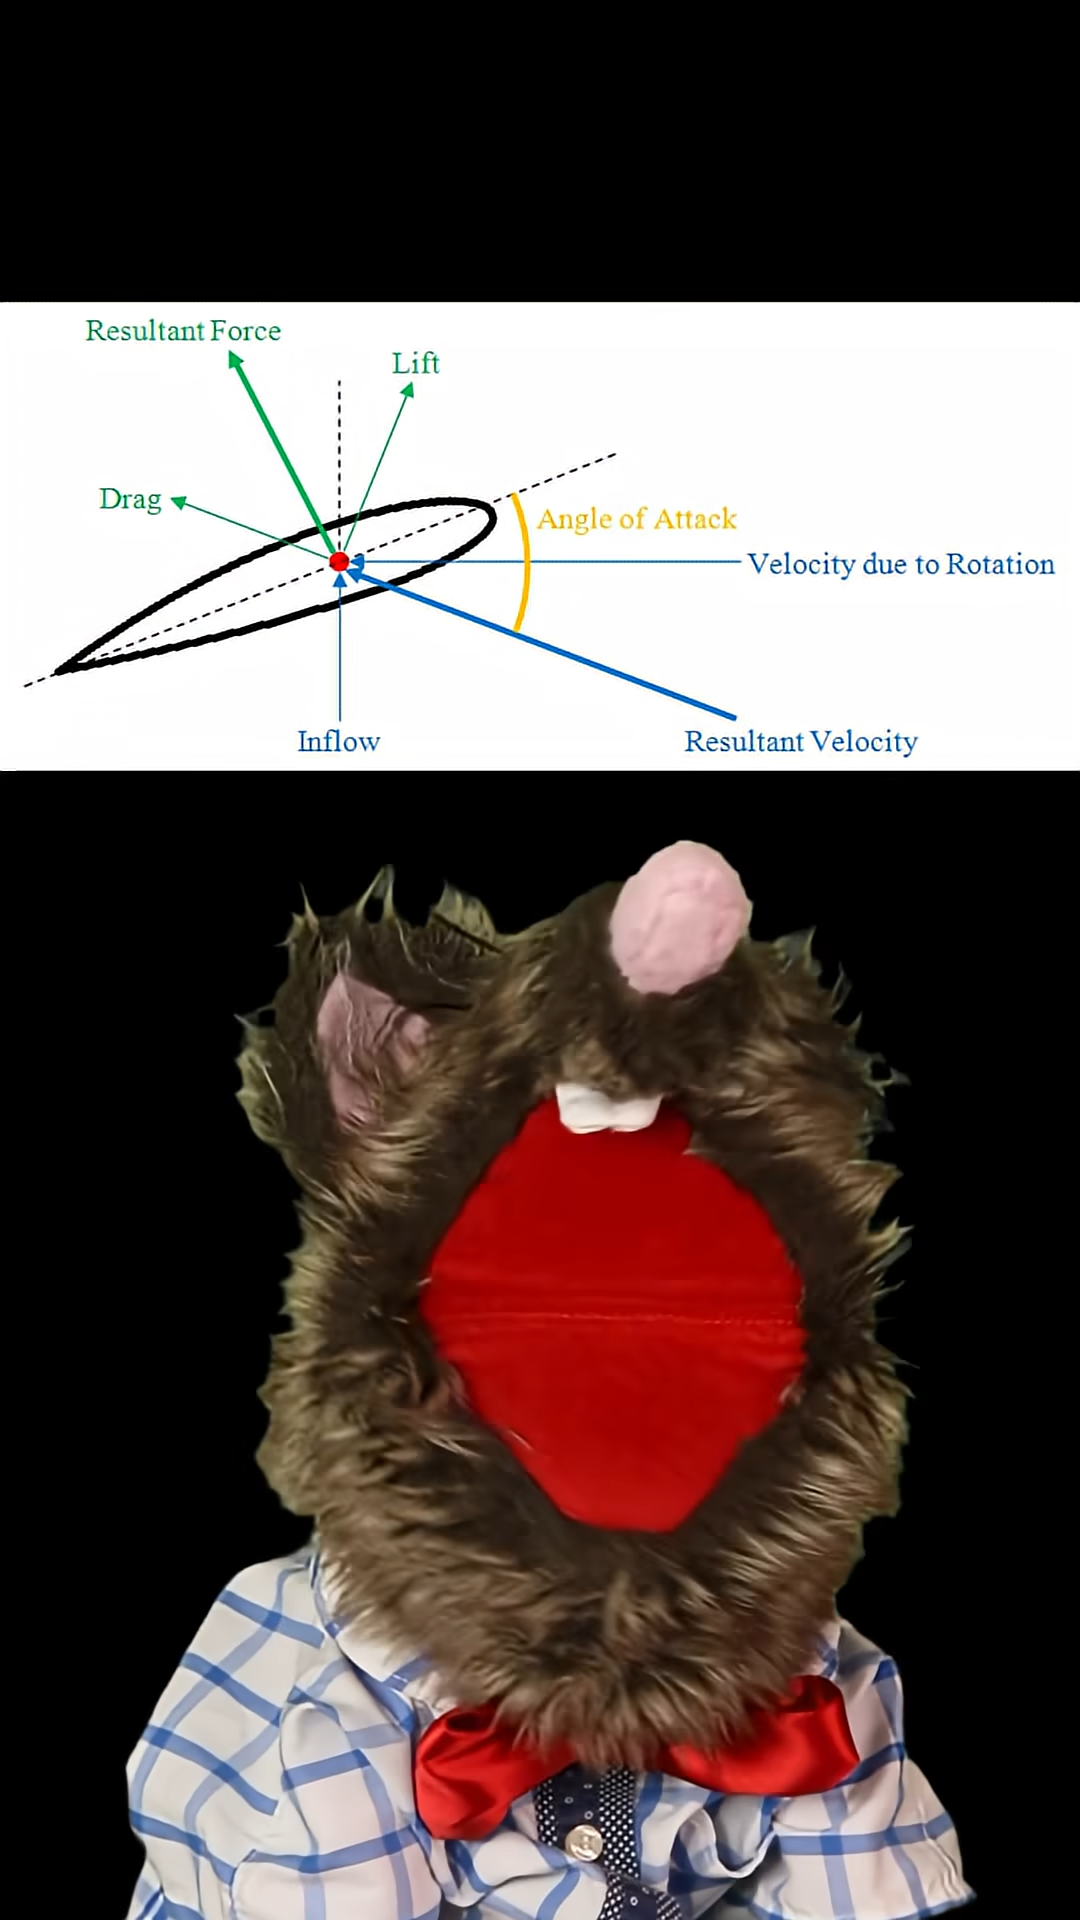 Resultant Force
Lift
Drag
Angle of Attack
Velocity due to Rotation
Inflow
Resultant Velocity